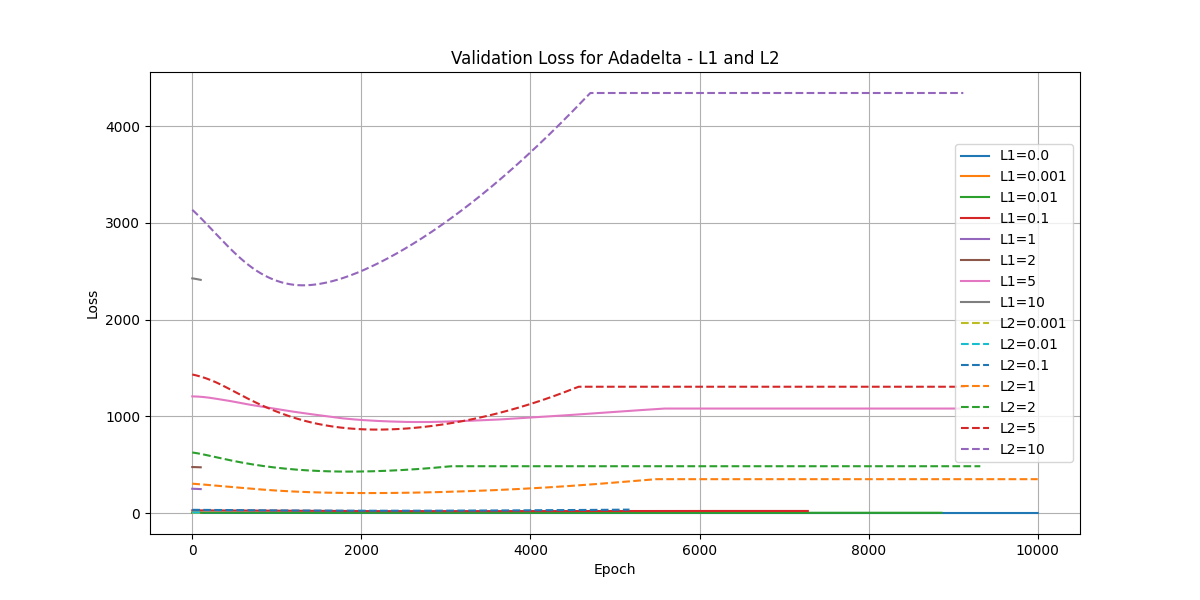 Validation Loss for Adadelta - L1 and L2
4000
3000
2000
1000
0
Loss
L1=0.0
L1=0.001
L1=0.01
L1=0.1
L1=1
L1=2
L1=5
L1=10
L2=0.001
L2=0.01
L2=0.1
L2=1
L2=2
L2=5
L2=10
0 2000 4000 6000 8000 10000
Epoch